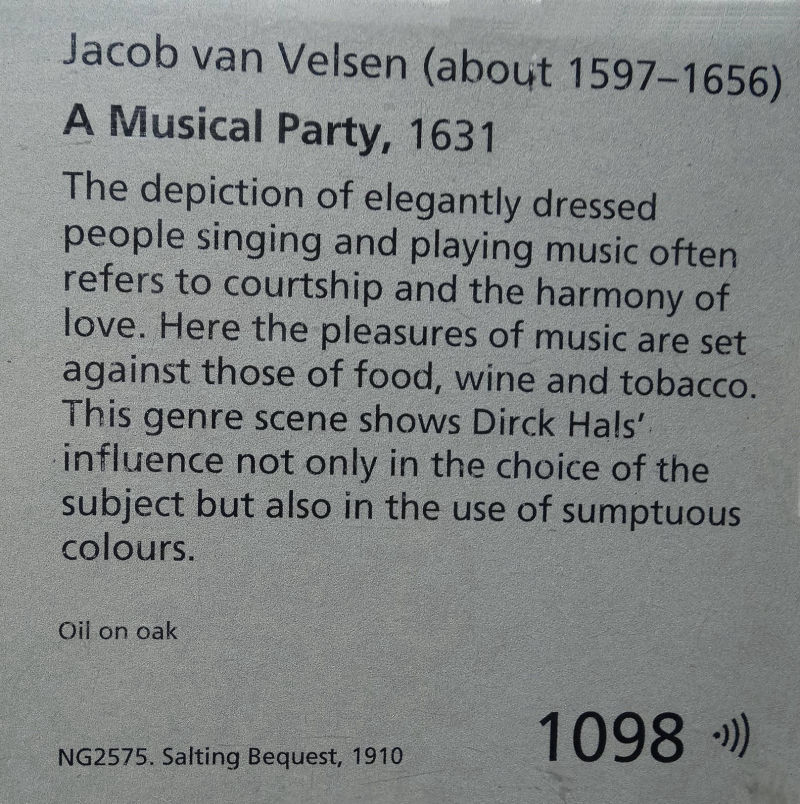 Jacob van Velsen (about 1597–1656)
A Musical Party, 1631
The depiction of elegantly dressed
people singing and playing music often
refers to courtship and the harmony of
love. Here the pleasures of music are set
against those of food, wine and tobacco.
This genre scene shows Dirck Hals’
influence not only in the choice of the
subject but also in the use of sumptuous
colours.
Oil on oak
NG2575. Salting Bequest, 1910
1098